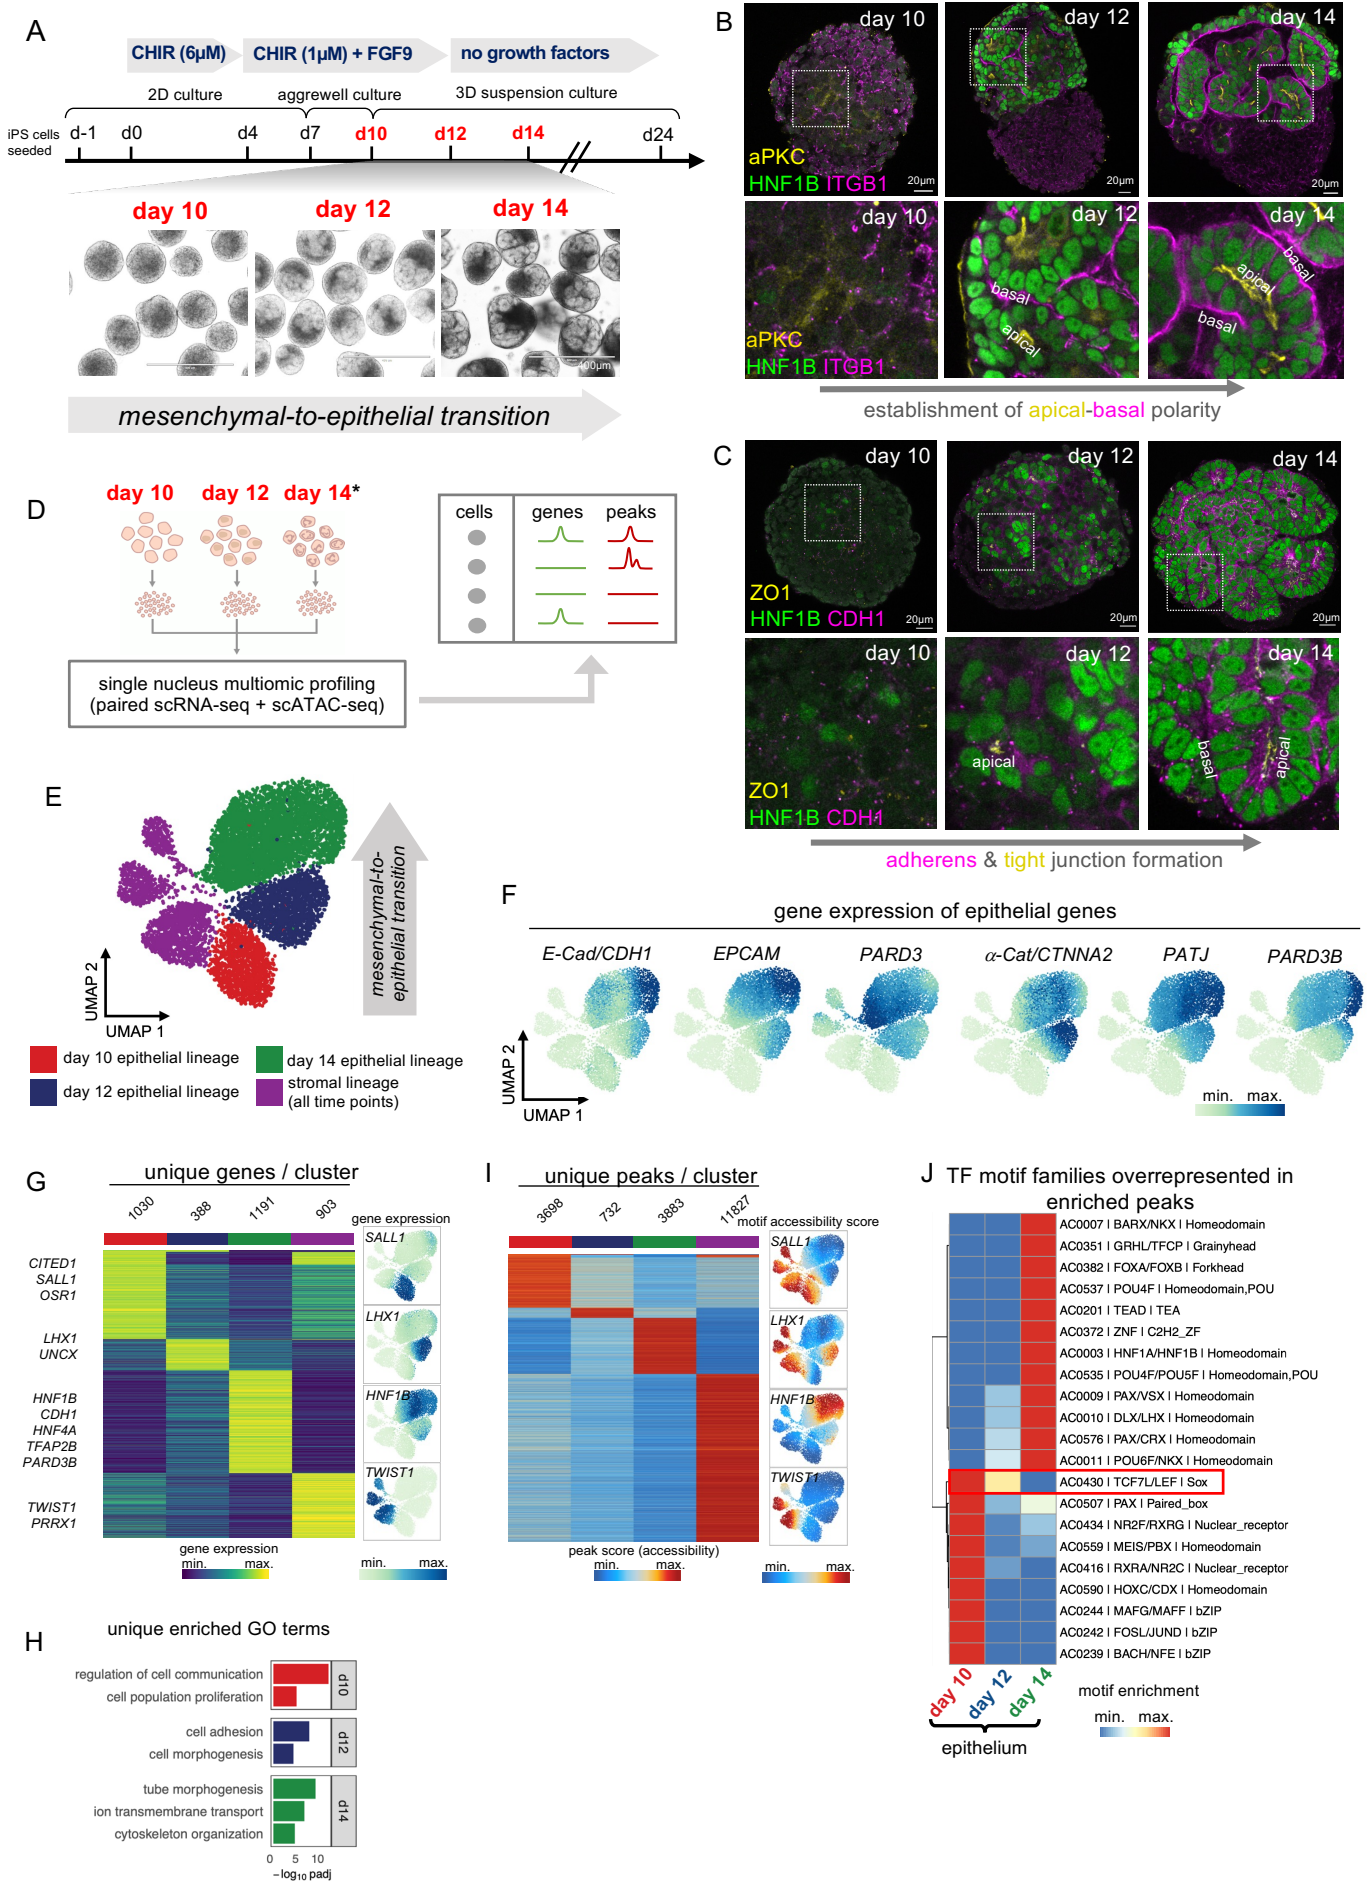 A
CHIR (6µM)
CHIR (1µM) + FGF9
no growth factors
2D culture
aggrewell culture
3D suspension culture
iPS cells
seeded
d-1
d0
d4
d7
d10
d12
d14
d24
day 10
day 12
day 14
400µm
mesenchymal-to-epithelial transition
B
day 10
day 12
day 14
aPKC
HNF1B ITGB1
20µm
20µm
20µm
day 10
day 12
day 14
basal
apical
basal
apical
basal
aPKC
HNF1B ITGB1
establishment of apical-basal polarity
C
day 10
day 12
day 14
ZO1
HNF1B CDH1
20µm
20µm
20µm
day 10
day 12
day 14
apical
basal
apical
ZO1
HNF1B CDH1
adherens & tight junction formation
D
day 10
day 12
day 14*
single nucleus multiomic profiling
(paired scRNA-seq + scATAC-seq)
cells
genes
peaks
E
UMAP 2
UMAP 1
mesenchymal-to-
epithelial transition
day 10 epithelial lineage
day 14 epithelial lineage
day 12 epithelial lineage
stromal lineage
(all time points)
F
gene expression of epithelial genes
E-Cad/CDH1
EPCAM
PARD3
α-Cat/CTNNA2
PATJ
PARD3B
UMAP 2
UMAP 1
min. max.
G
unique genes / cluster
1030
388
1191
903
gene expression
CITED1
SALL1
OSR1
LHX1
UNCX
HNF1B
CDH1
HNF4A
TFAP2B
PARD3B
TWIST1
PRRX1
SALL1
LHX1
HNF1B
TWIST1
gene expression
min. max.
min. max.
H
unique enriched GO terms
regulation of cell communication
cell population proliferation
d10
cell adhesion
cell morphogenesis
d12
tube morphogenesis
ion transmembrane transport
cytoskeleton organization
d14
0 5 10
−log10 padj
I
unique peaks / cluster
3698
732
3883
11827
motif accessibility score
SALL1
LHX1
HNF1B
TWIST1
peak score (accessibility)
min. max.
min. max.
J
TF motif families overrepresented in
enriched peaks
AC0007 | BARX/NKX | Homeodomain
AC0351 | GRHL/TFCP | Grainyhead
AC0382 | FOXA/FOXB | Forkhead
AC0537 | POU4F | Homeodomain,POU
AC0201 | TEAD | TEA
AC0372 | ZNF | C2H2_ZF
AC0003 | HNF1A/HNF1B | Homeodomain
AC0535 | POU4F/POU5F | Homeodomain,POU
AC0009 | PAX/VSX | Homeodomain
AC0010 | DLX/LHX | Homeodomain
AC0576 | PAX/CRX | Homeodomain
AC0011 | POU6F/NKX | Homeodomain
AC0430 | TCF7L/LEF | Sox
AC0507 | PAX | Paired_box
AC0434 | NR2F/RXRG | Nuclear_receptor
AC0559 | MEIS/PBX | Homeodomain
AC0416 | RXRA/NR2C | Nuclear_receptor
AC0590 | HOXC/CDX | Homeodomain
AC0244 | MAFG/MAFF | bZIP
AC0242 | FOSL/JUND | bZIP
AC0239 | BACH/NFE | bZIP
day 10
day 12
day 14
epithelium
motif enrichment
min. max.